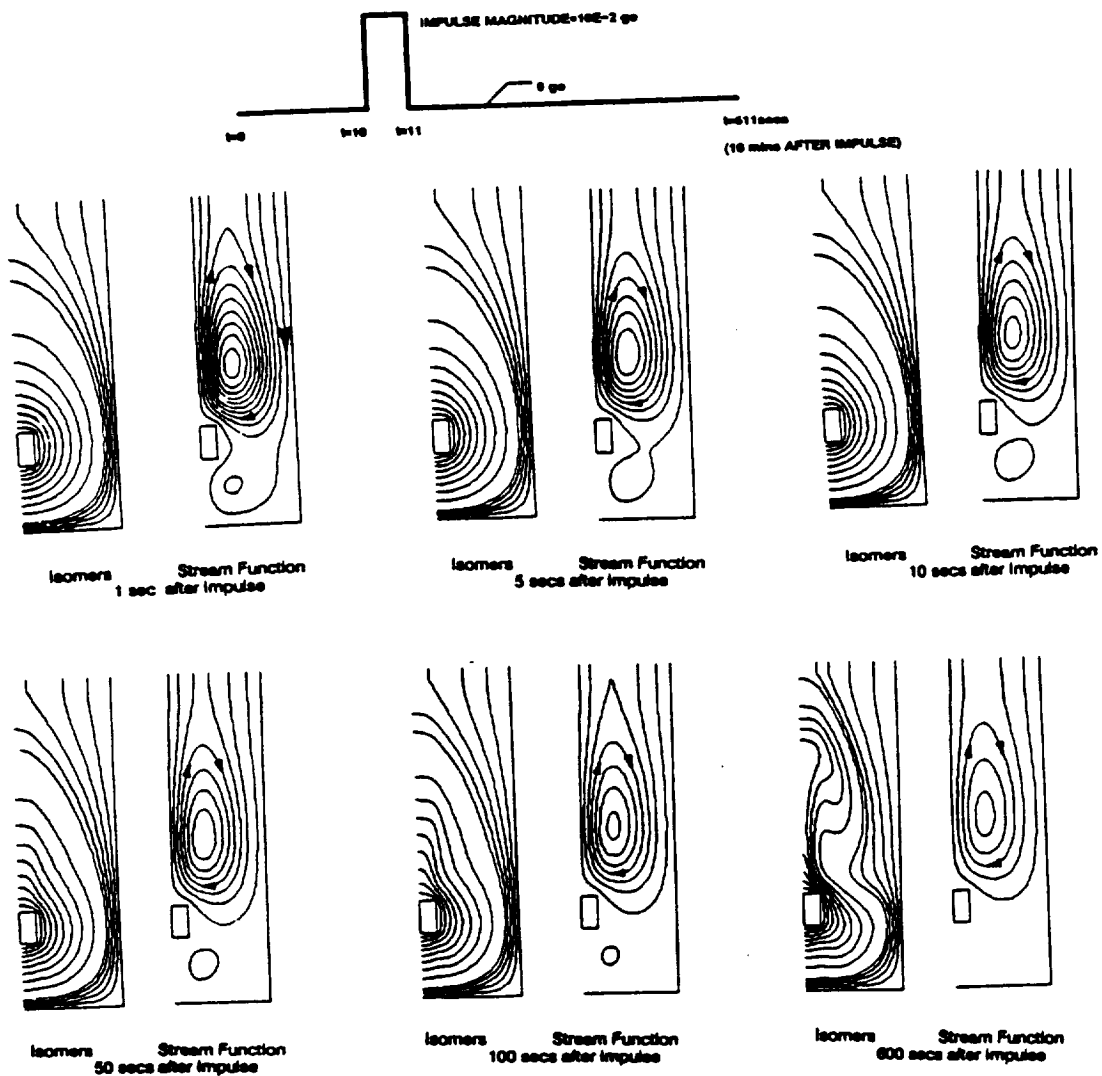 IMPULSE MAGNITUDE=10E-2 go
0 go
t=0
t=10
t=11
t=611secs
(10 mins AFTER IMPULSE)
Isomers
Stream Function
1 sec after Impulse
Isomers
Stream Function
5 secs after Impulse
Isomers
Stream Function
10 secs after Impulse
Isomers
Stream Function
50 secs after Impulse
Isomers
Stream Function
100 secs after Impulse
Isomers
Stream Function
600 secs after Impulse